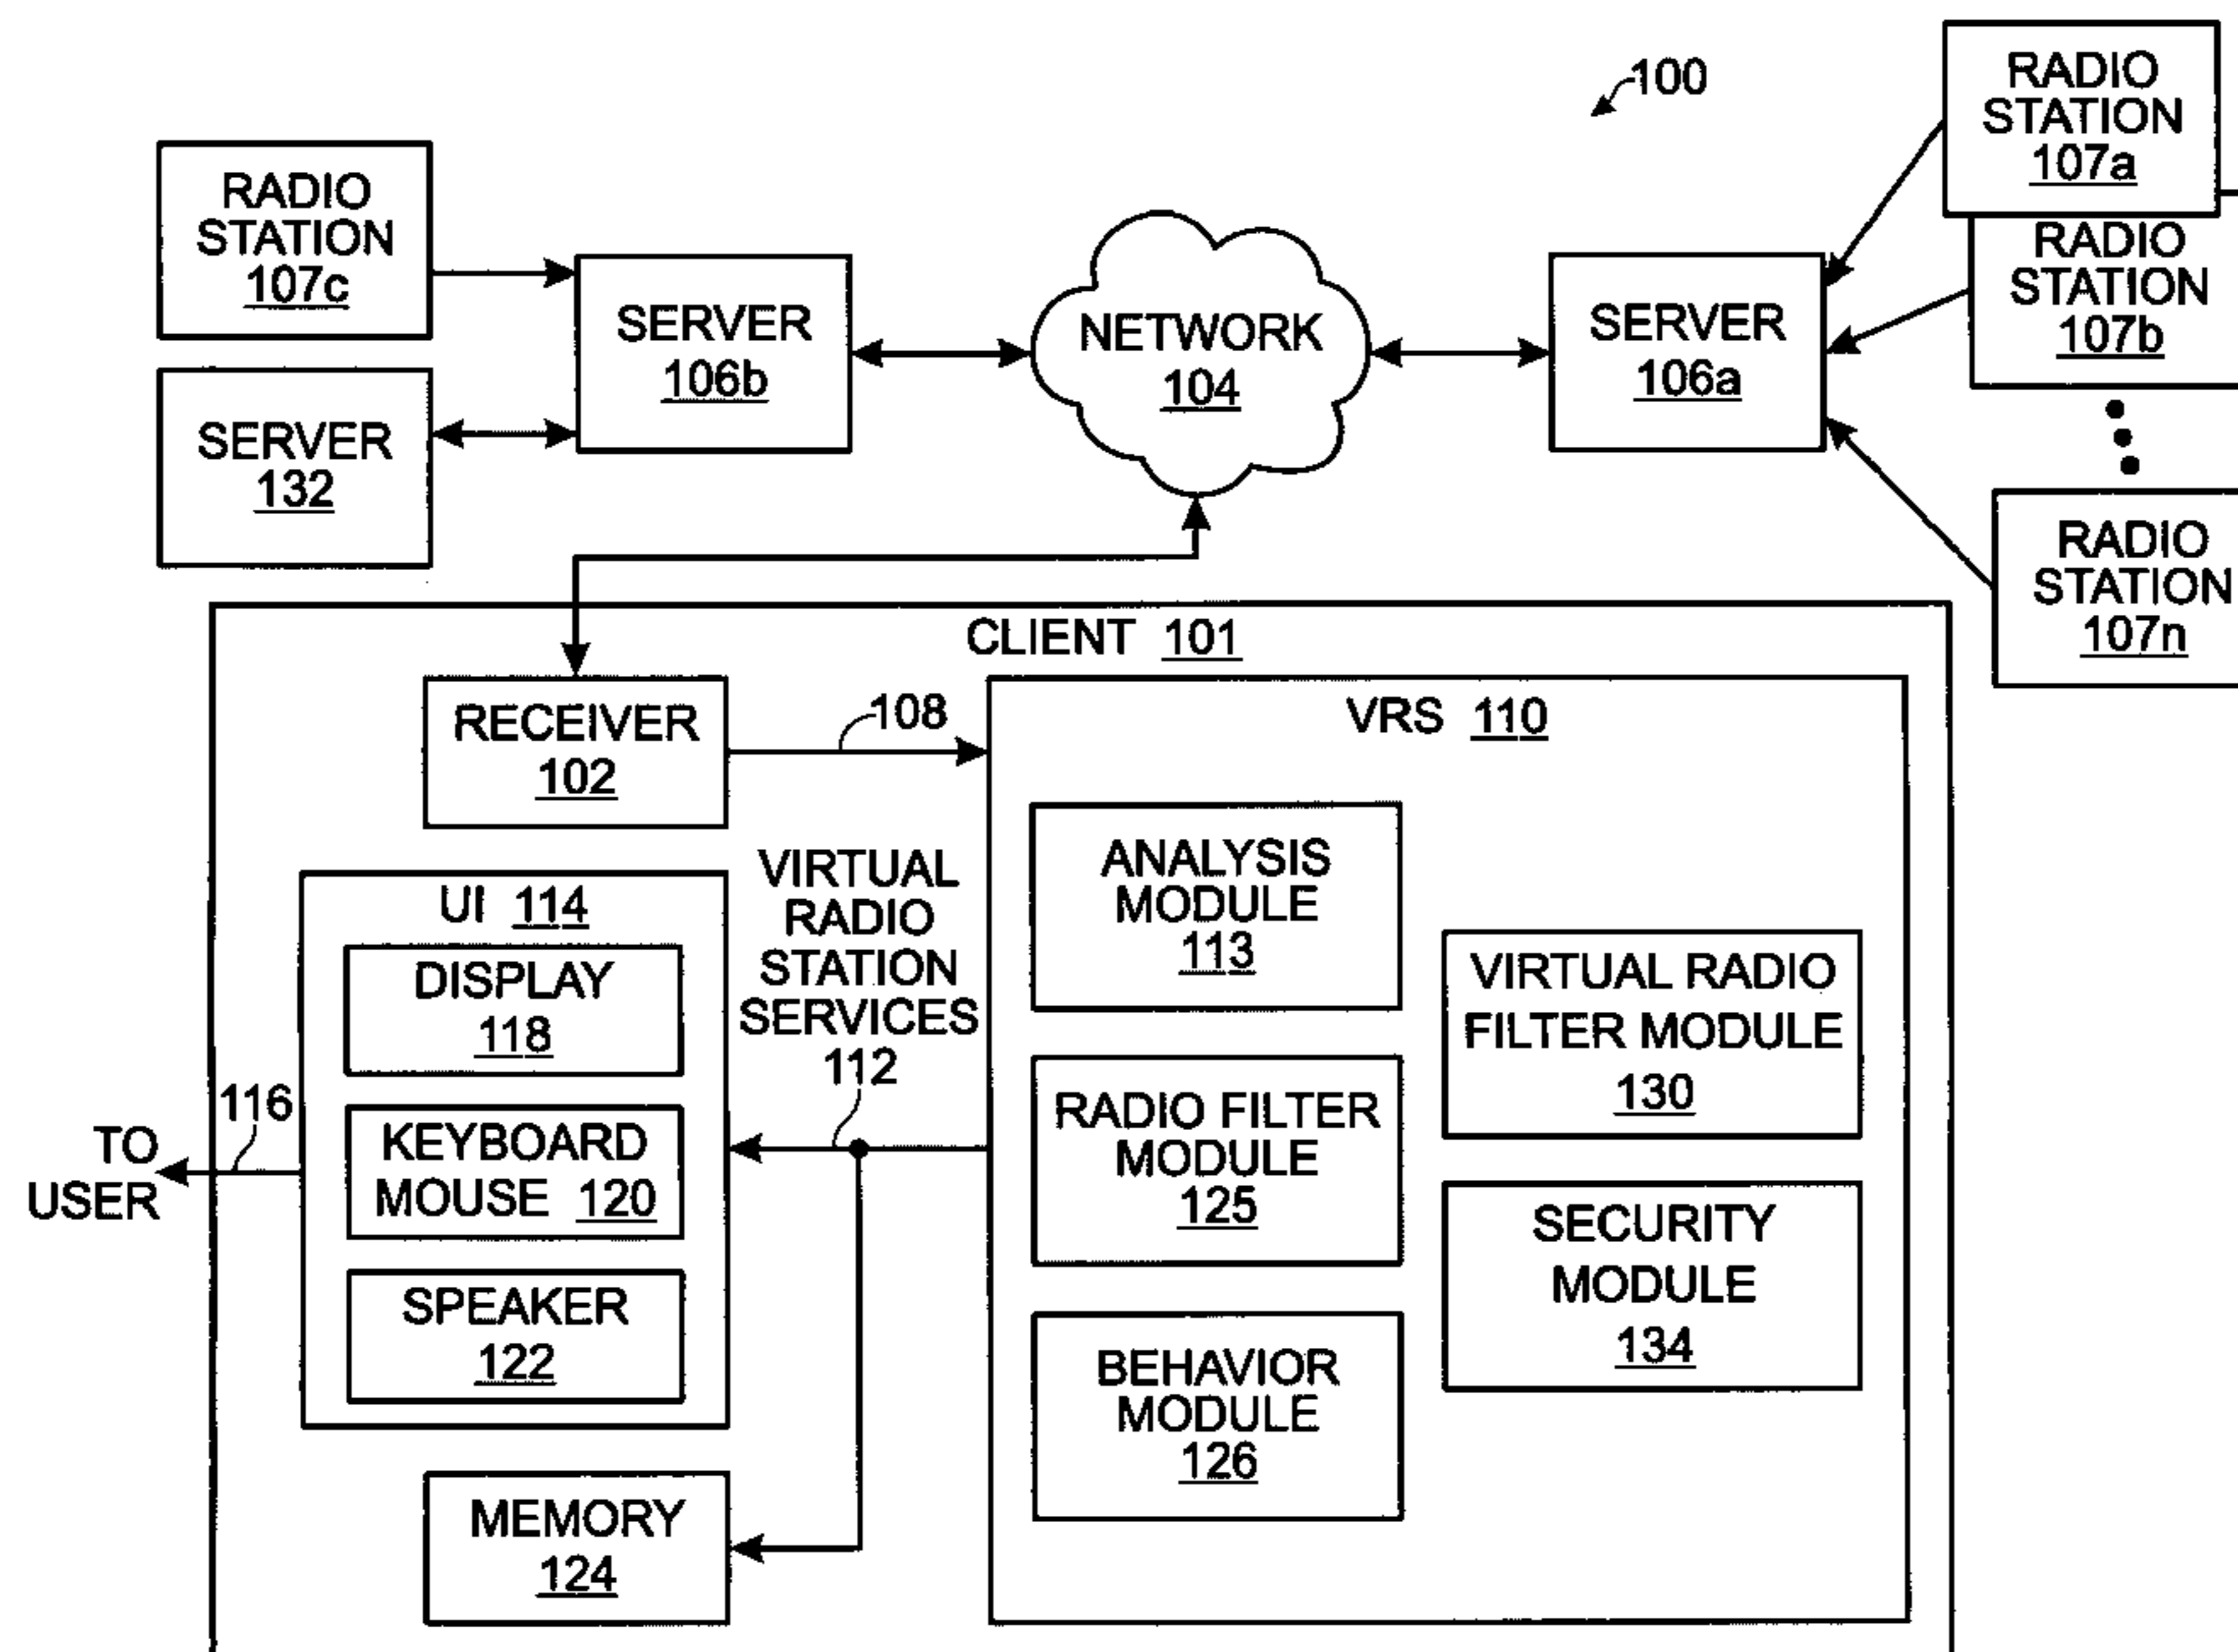 100
RADIO
STATION
107a
RADIO
STATION
107b
RADIO
STATION
107n
RADIO
STATION
107c
SERVER
106b
NETWORK
104
SERVER
106a
SERVER
132
CLIENT 101
RECEIVER
102
108
VRS 110
ANALYSIS
MODULE
113
RADIO FILTER
MODULE
125
BEHAVIOR
MODULE
126
VIRTUAL RADIO
FILTER MODULE
130
SECURITY
MODULE
134
VIRTUAL
RADIO
STATION
SERVICES
112
UI 114
DISPLAY
118
KEYBOARD
MOUSE 120
SPEAKER
122
116
TO
USER
MEMORY
124